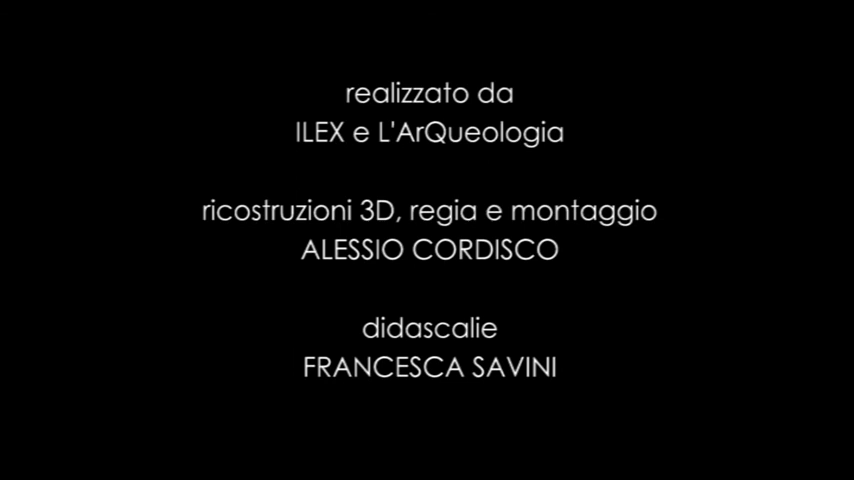 realizzato da
ILEX e L'ArQueologia
ricostruzioni 3D, regia e montaggio
ALESSIO CORDISCO
didascalie
FRANCESCA SAVINI